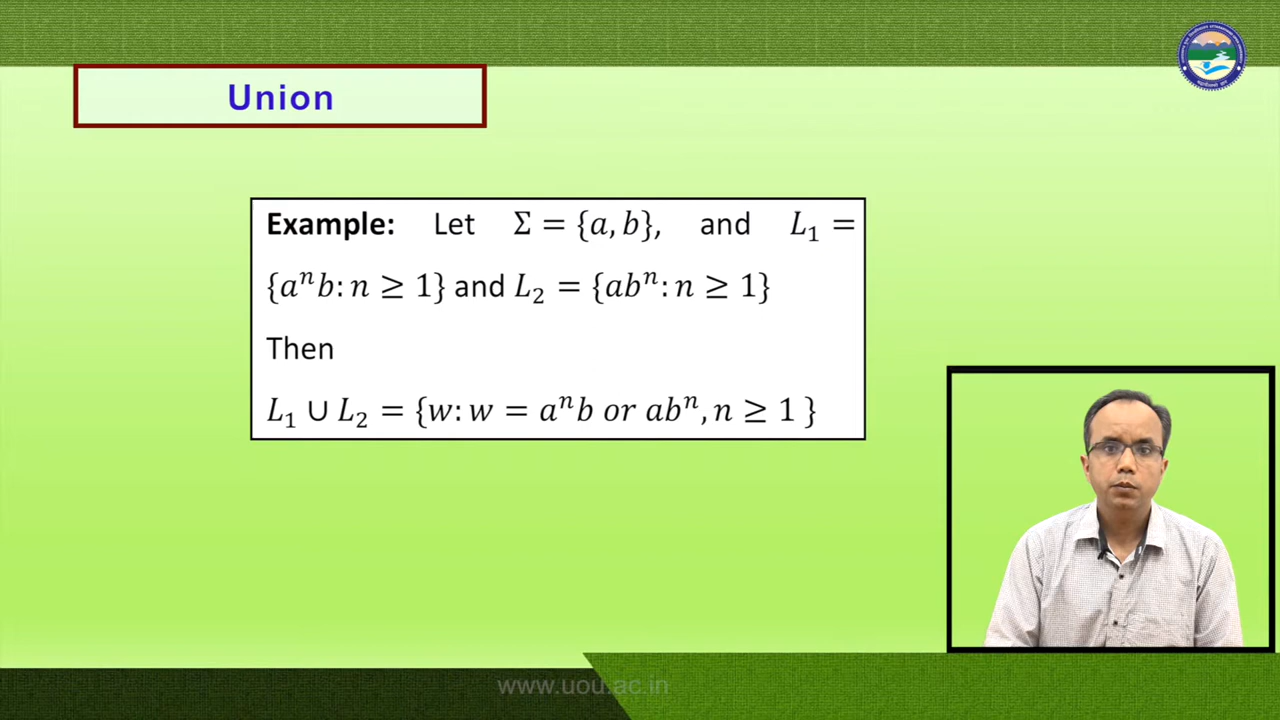 Union
Example: Let Σ = {a, b}, and L₁ =
{aⁿb: n ≥ 1} and L₂ = {abⁿ: n ≥ 1}
Then
L₁ ∪ L₂ = {w: w = aⁿb or abⁿ, n ≥ 1 }
www.uou.ac.in